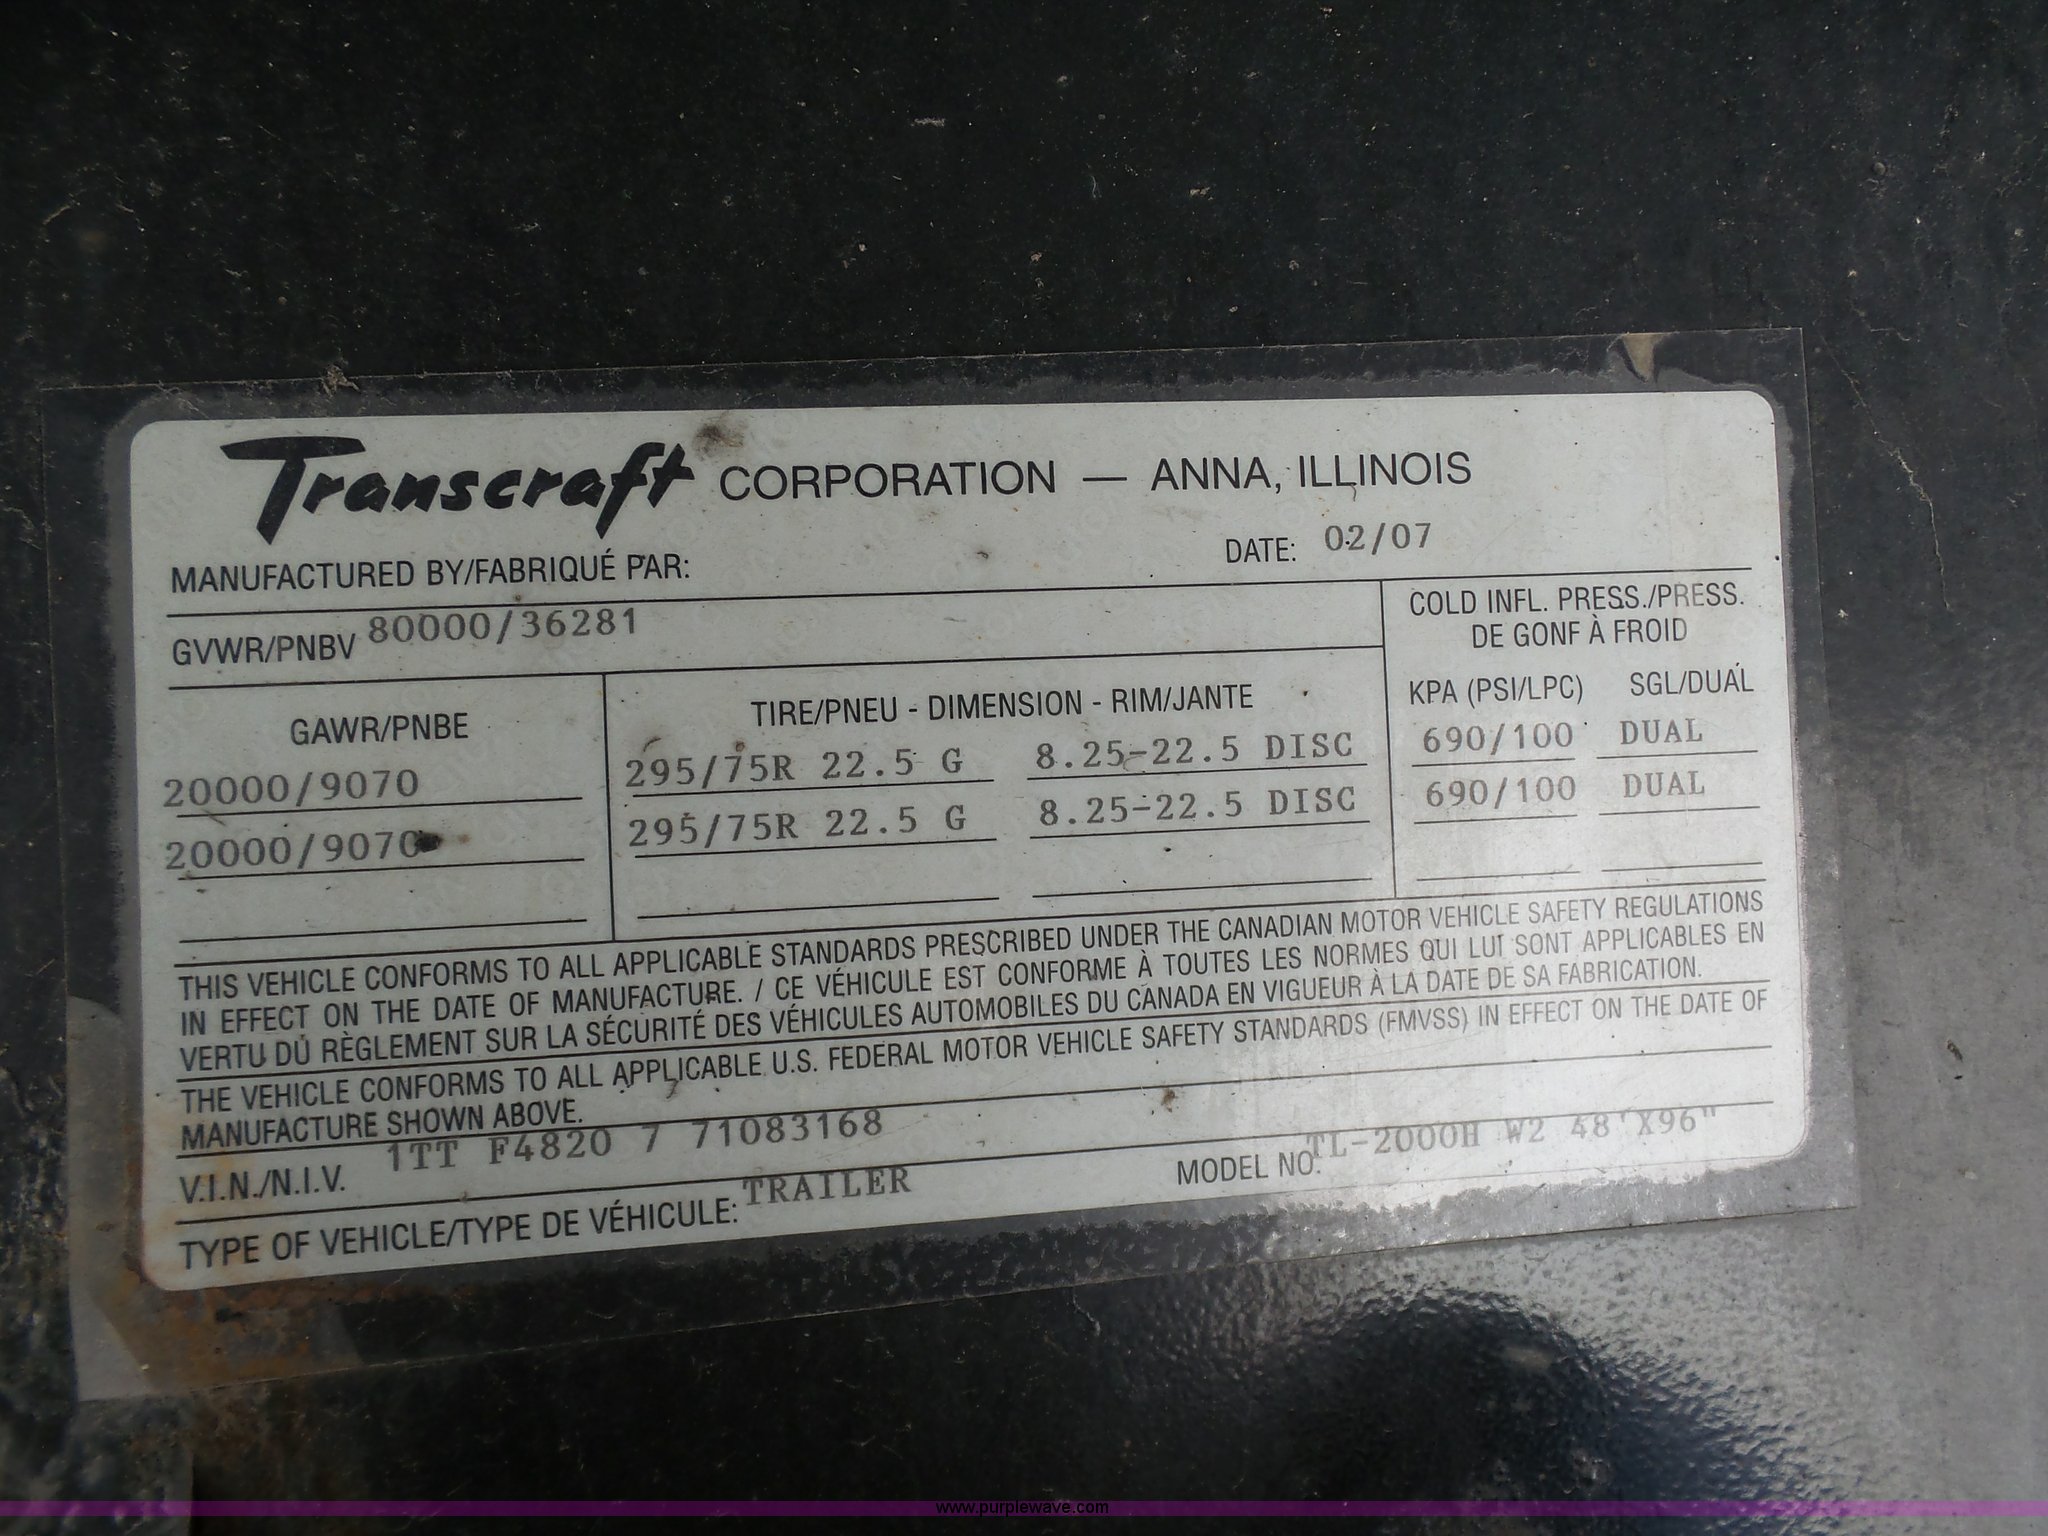 Transcraft CORPORATION — ANNA, ILLINOIS
MANUFACTURED BY/FABRIQUÉ PAR: DATE: 02/07
GVWR/PNBV 80000/36281
COLD INFL. PRESS./PRESS.
DE GONF À FROID
GAWR/PNBE TIRE/PNEU - DIMENSION - RIM/JANTE KPA (PSI/LPC) SGL/DUAL
20000/9070 295/75R 22.5 G 8.25-22.5 DISC 690/100 DUAL
20000/9070 295/75R 22.5 G 8.25-22.5 DISC 690/100 DUAL
THIS VEHICLE CONFORMS TO ALL APPLICABLE STANDARDS PRESCRIBED UNDER THE CANADIAN MOTOR VEHICLE SAFETY REGULATIONS
IN EFFECT ON THE DATE OF MANUFACTURE. / CE VÉHICULE EST CONFORME À TOUTES LES NORMES QUI LUI SONT APPLICABLES EN
VERTU DU RÈGLEMENT SUR LA SÉCURITÉ DES VÉHICULES AUTOMOBILES DU CANADA EN VIGUEUR À LA DATE DE SA FABRICATION.
THE VEHICLE CONFORMS TO ALL APPLICABLE U.S. FEDERAL MOTOR VEHICLE SAFETY STANDARDS (FMVSS) IN EFFECT ON THE DATE OF
MANUFACTURE SHOWN ABOVE.
V.I.N./N.I.V. 1TT F4820 7 71083168 MODEL NO. TL-2000H W2 48'X96"
TYPE OF VEHICLE/TYPE DE VÉHICULE: TRAILER
www.purplewave.com